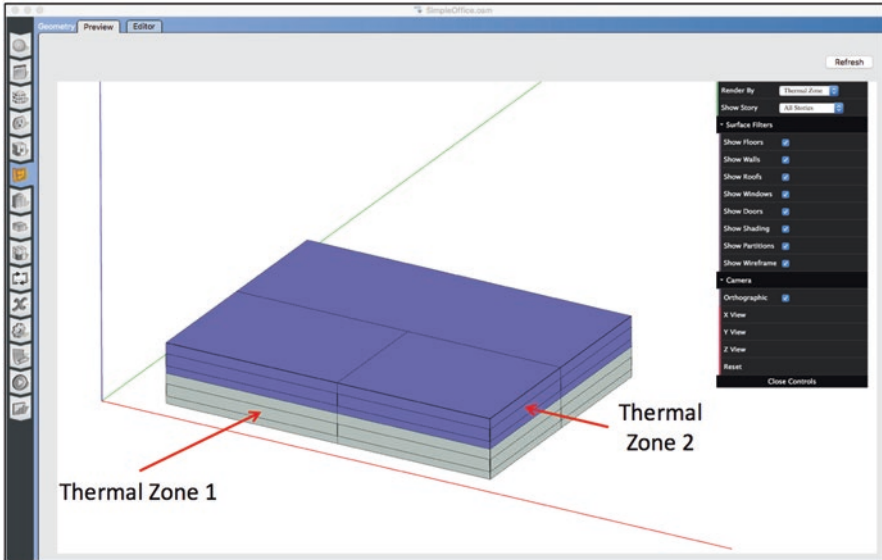 SimpleOffice.osm
Geometry Preview Editor
Refresh
Render By Thermal Zone
Show Story All Stories
Surface Filters
Show Floors
Show Walls
Show Roofs
Show Windows
Show Doors
Show Shading
Show Partitions
Show Wireframe
Camera
Orthographic
X View
Y View
Z View
Reset
Close Controls
Thermal
Zone 2
Thermal Zone 1